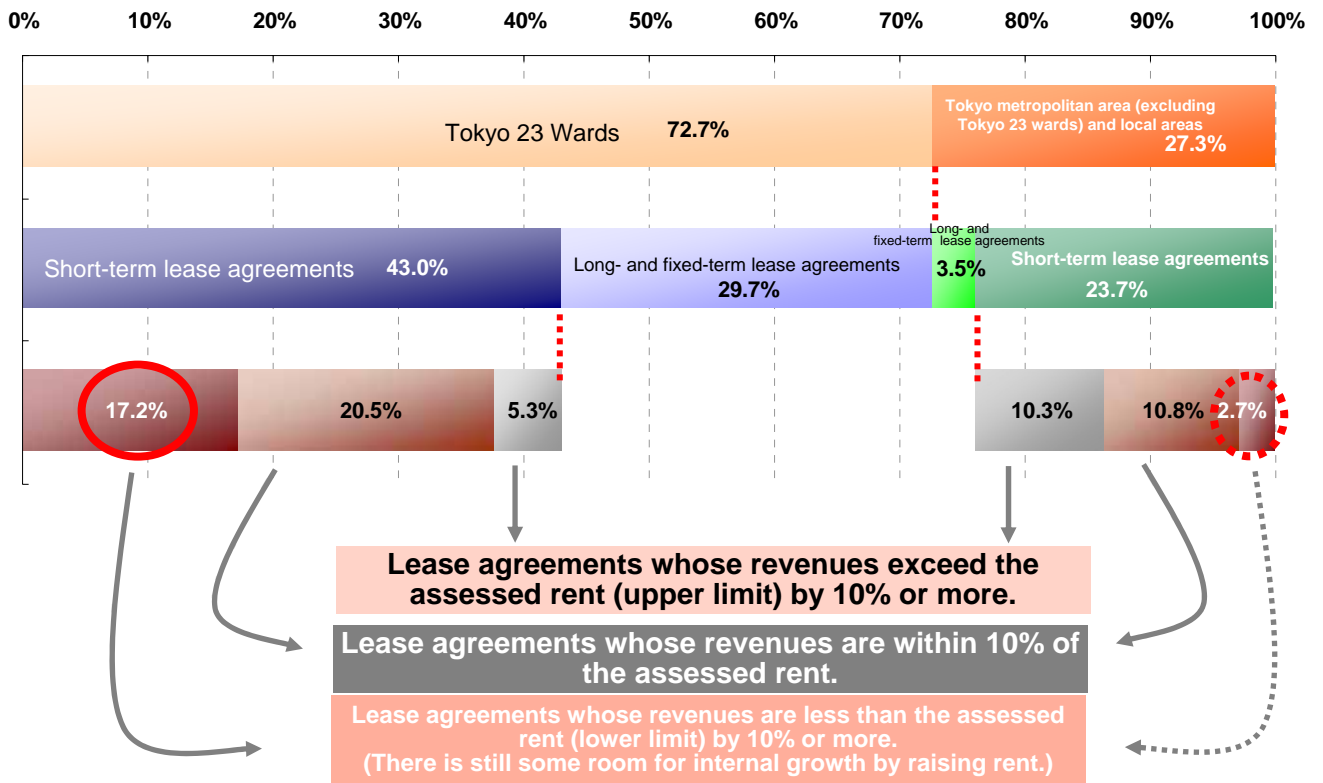 0% 10% 20% 30% 40% 50% 60% 70% 80% 90% 100%
Tokyo 23 Wards 72.7%
Tokyo metropolitan area (excluding
Tokyo 23 wards) and local areas
27.3%
Short-term lease agreements 43.0%
Long- and fixed-term lease agreements
29.7%
Long- and
fixed-term lease agreements
3.5%
Short-term lease agreements
23.7%
17.2% 20.5% 5.3% 10.3% 10.8% 2.7%
Lease agreements whose revenues exceed the
assessed rent (upper limit) by 10% or more.
Lease agreements whose revenues are within 10% of
the assessed rent.
Lease agreements whose revenues are less than the assessed
rent (lower limit) by 10% or more.
(There is still some room for internal growth by raising rent.)